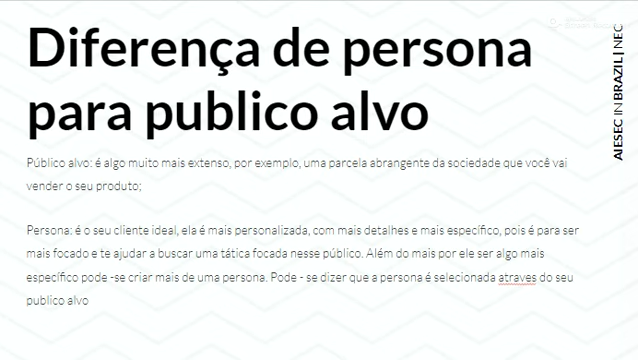 Diferença de persona
para publico alvo
Público alvo: é algo muito mais extenso, por exemplo, uma parcela abrangente da sociedade que você vai
vender o seu produto;
Persona: é o seu cliente ideal, ela é mais personalizada, com mais detalhes e mais específico, pois é para ser
mais focado e te ajudar a buscar uma tática focada nesse público. Além do mais por ele ser algo mais
específico pode -se criar mais de uma persona. Pode - se dizer que a persona é selecionada atraves do seu
publico alvo
AIESEC IN BRAZIL | NEC